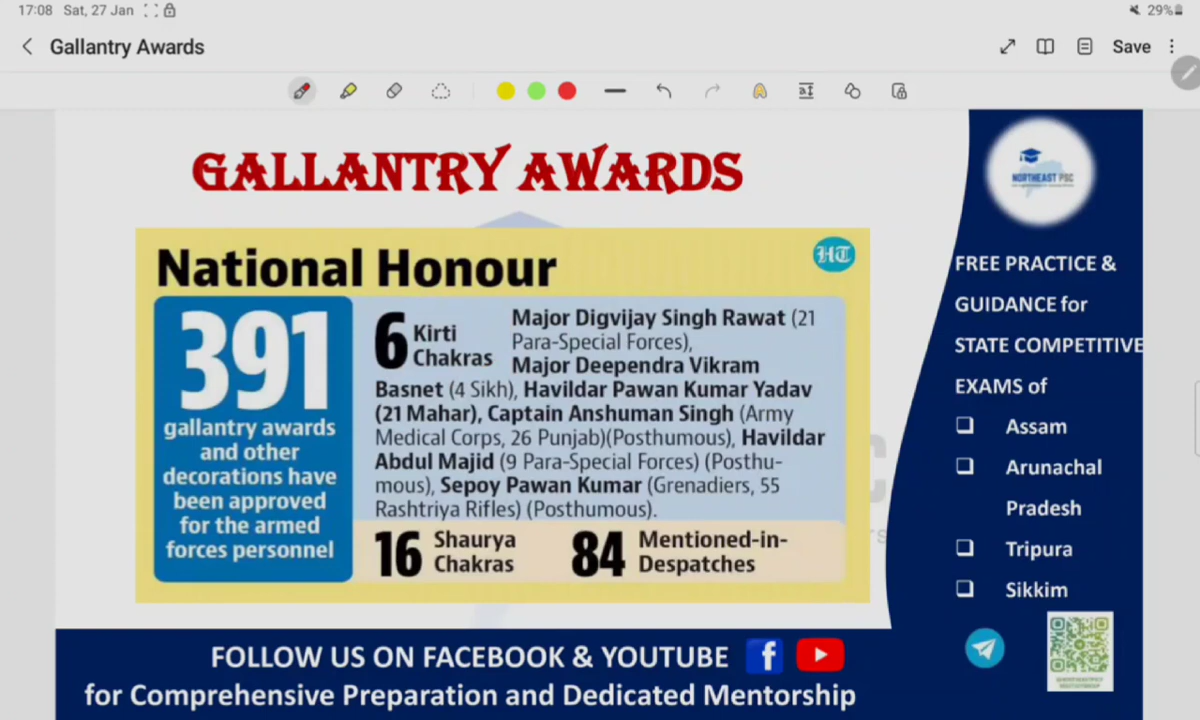 17:08 Sat, 27 Jan
29%
Gallantry Awards
Save
GALLANTRY AWARDS
NORTHEAST PSC
National Honour
HT
391
gallantry awards
and other
decorations have
been approved
for the armed
forces personnel
6 Kirti
Chakras
Major Digvijay Singh Rawat (21
Para-Special Forces),
Major Deependra Vikram
Basnet (4 Sikh), Havildar Pawan Kumar Yadav
(21 Mahar), Captain Anshuman Singh (Army
Medical Corps, 26 Punjab)(Posthumous), Havildar
Abdul Majid (9 Para-Special Forces) (Posthu-
mous), Sepoy Pawan Kumar (Grenadiers, 55
Rashtriya Rifles) (Posthumous).
16 Shaurya
Chakras
84 Mentioned-in-
Despatches
FREE PRACTICE &
GUIDANCE for
STATE COMPETITIVE
EXAMS of
Assam
Arunachal
Pradesh
Tripura
Sikkim
FOLLOW US ON FACEBOOK & YOUTUBE
for Comprehensive Preparation and Dedicated Mentorship